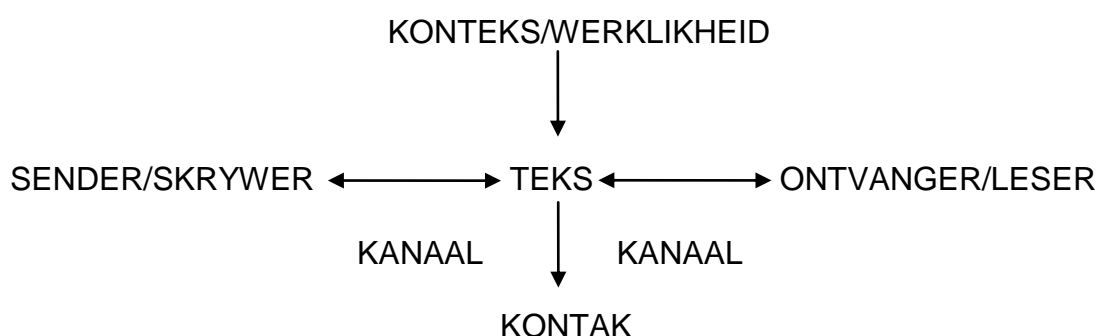 KONTEKS/WERKLIKHEID
SENDER/SKRYWER TEKS ONTVANGER/LESER
KANAAL KANAAL
KONTAK